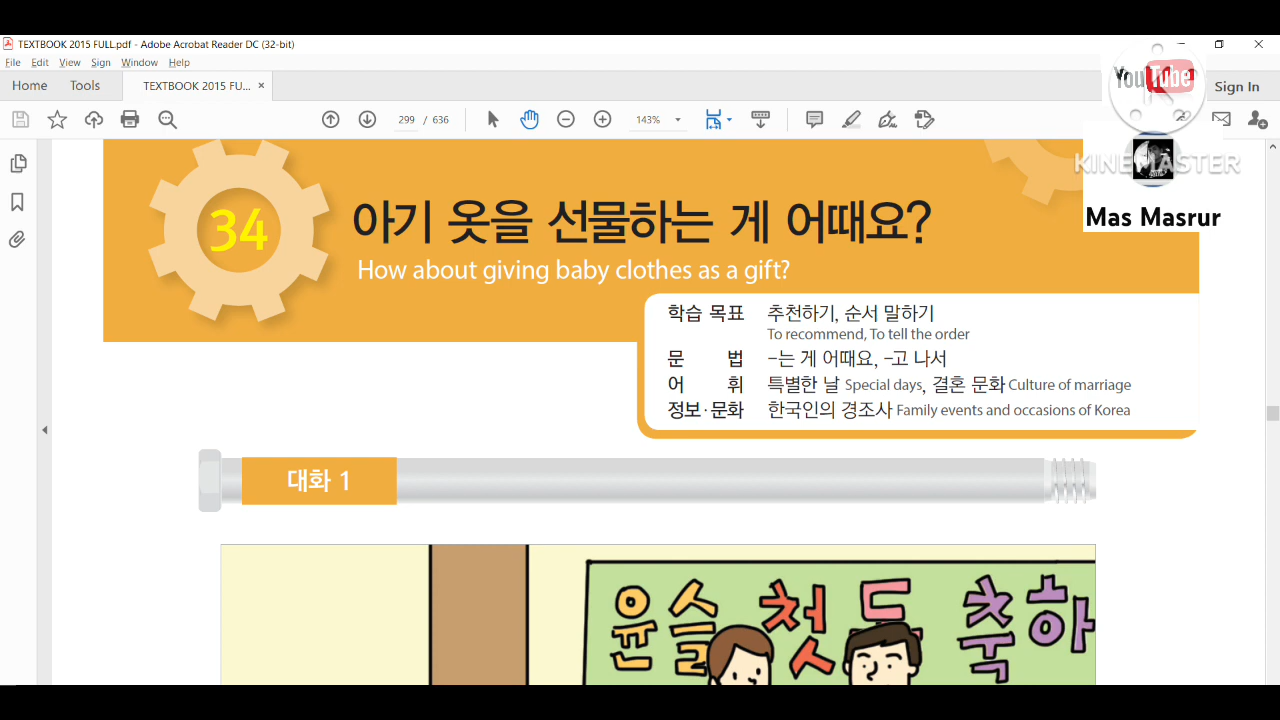 TEXTBOOK 2015 FULL.pdf - Adobe Acrobat Reader DC (32-bit)
File Edit View Sign Window Help
Home Tools TEXTBOOK 2015 FU... × Sign In
YouTube
299 / 636 143%
KINEMASTER
Mas Masrur
34
아기 옷을 선물하는 게 어때요?
How about giving baby clothes as a gift?
학습 목표 추천하기, 순서 말하기
To recommend, To tell the order
문 법 -는 게 어때요, -고 나서
어 휘 특별한 날 Special days, 결혼 문화 Culture of marriage
정보·문화 한국인의 경조사 Family events and occasions of Korea
대화 1
윤슬 첫 돌 축하